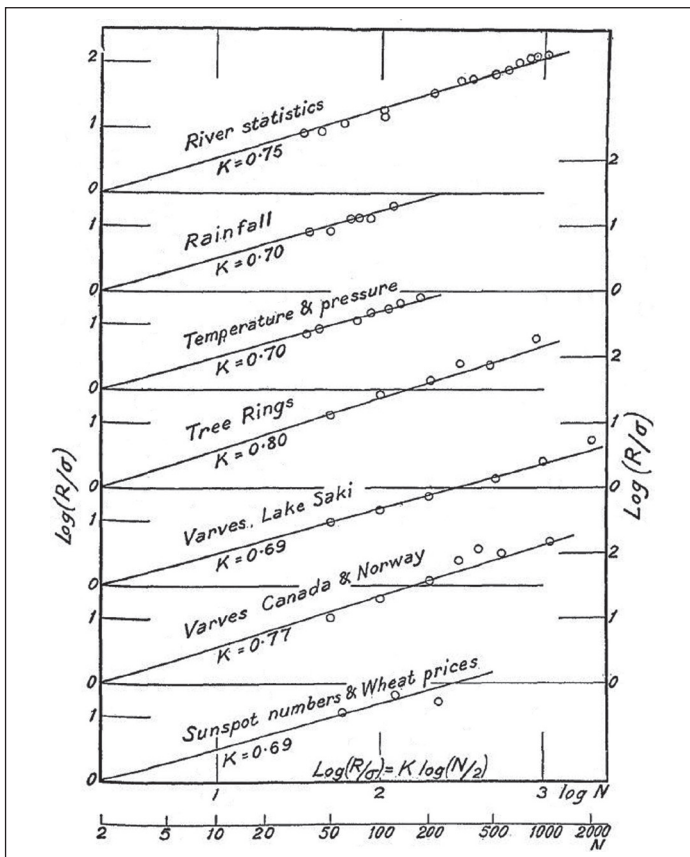 2
1
0
River statistics
K = 0.75
2
1
0
Rainfall
K = 0.70
1
0
Temperature & pressure
K = 0.70
1
0
2
1
0
Tree Rings
K = 0.80
1
0
Varves, Lake Saki
K = 0.69
1
0
2
1
0
Varves Canada & Norway
K = 0.77
1
0
Sunspot numbers & Wheat prices
K = 0.69
1
0
Log(R/σ)
Log (R/σ)
Log(R/σ) = K log(N/2)
1 2 3 log N
2 5 10 20 50 100 200 500 1000 2000
N